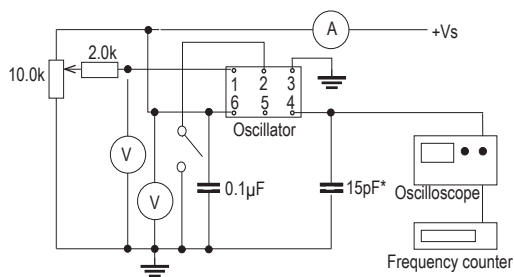 A
+Vs
2.0k
10.0k
1 2 3
6 5 4
Oscillator
V
V
0.1µF
15pF*
Oscilloscope
Frequency counter